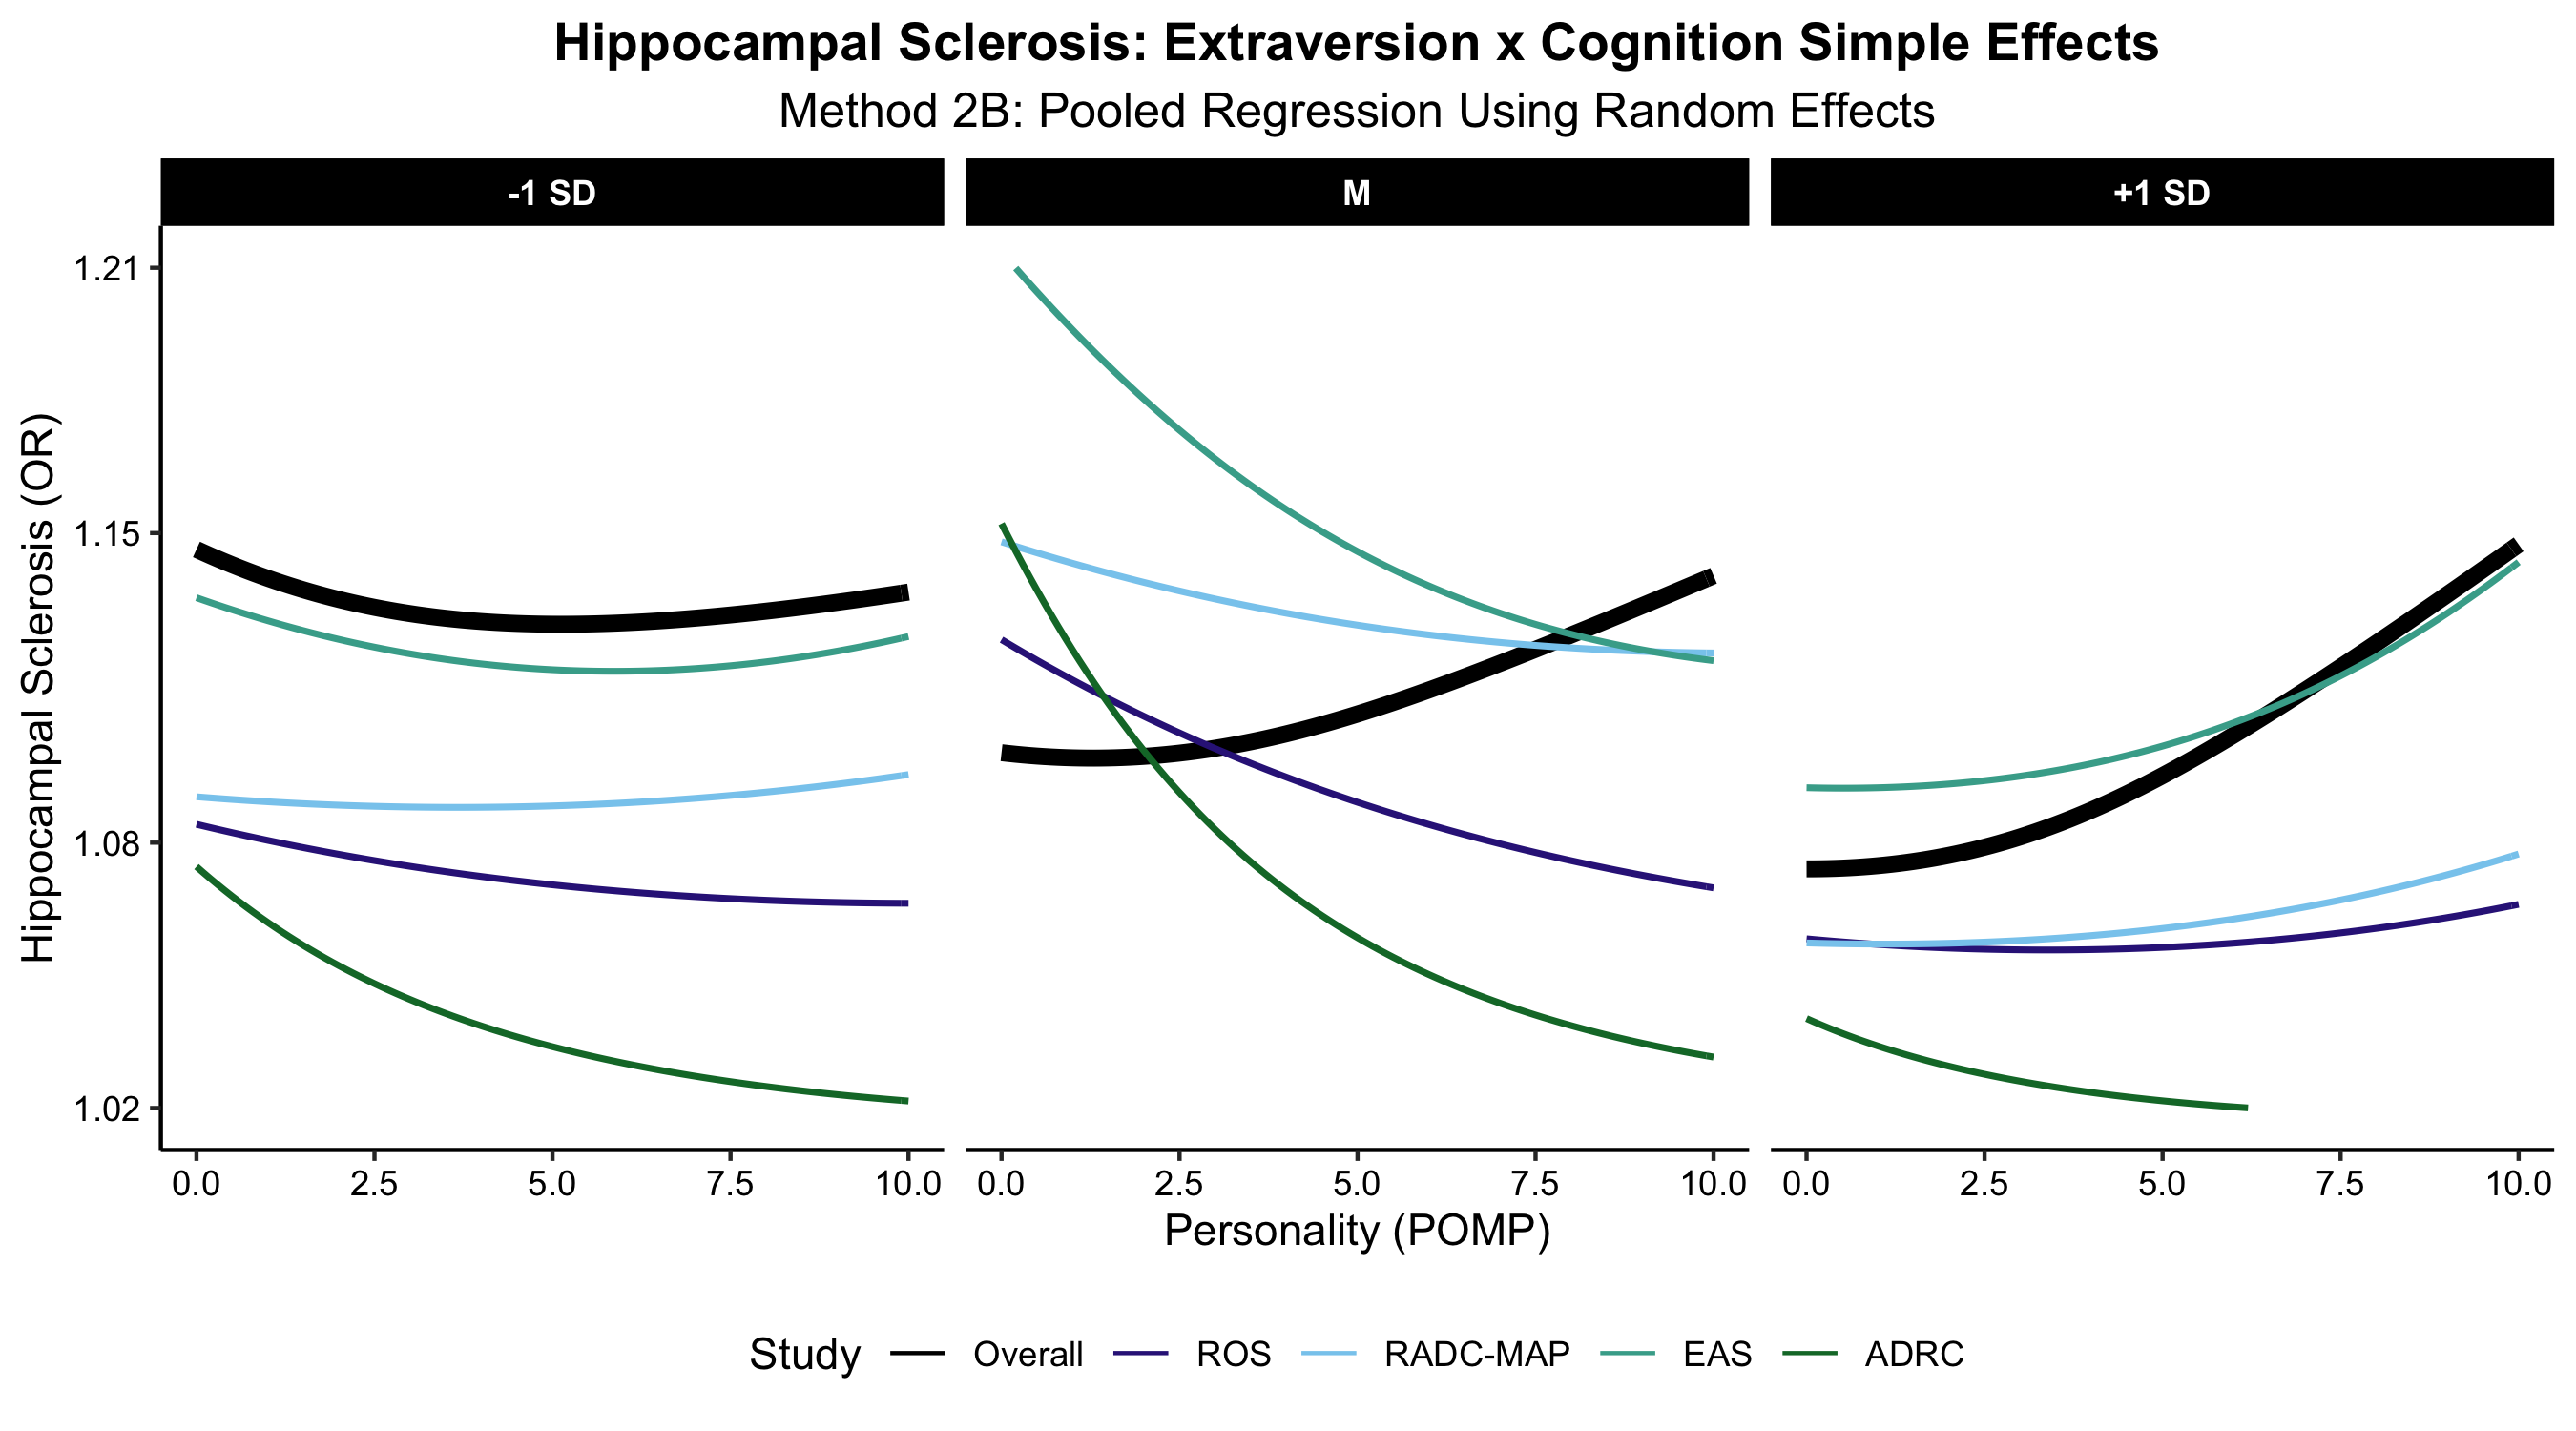 Hippocampal Sclerosis: Extraversion x Cognition Simple Effects
Method 2B: Pooled Regression Using Random Effects
-1 SD
M
+1 SD
Hippocampal Sclerosis (OR)
1.21
1.15
1.08
1.02
0.0 2.5 5.0 7.5 10.0
0.0 2.5 5.0 7.5 10.0
0.0 2.5 5.0 7.5 10.0
Personality (POMP)
Study Overall ROS RADC-MAP EAS ADRC